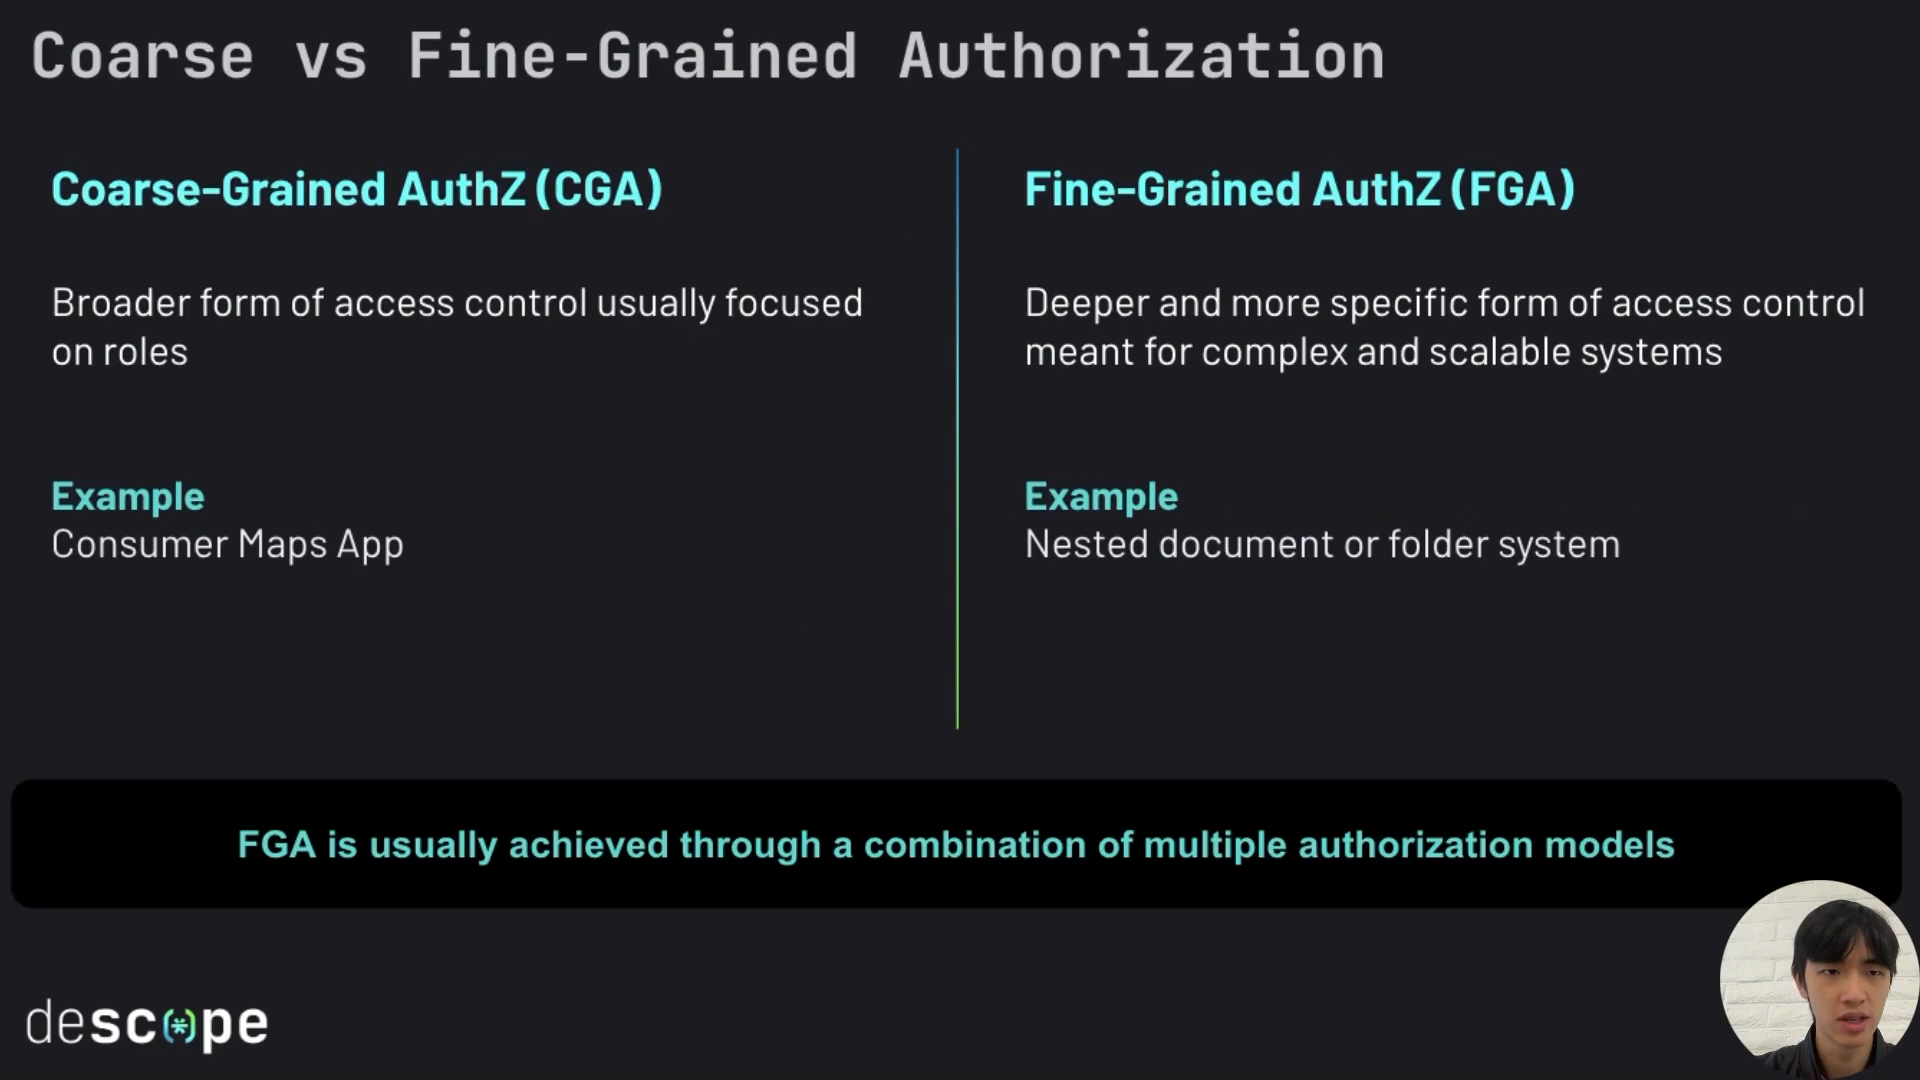 Coarse vs Fine-Grained Authorization
Coarse-Grained AuthZ (CGA)
Broader form of access control usually focused
on roles
Example
Consumer Maps App
Fine-Grained AuthZ (FGA)
Deeper and more specific form of access control
meant for complex and scalable systems
Example
Nested document or folder system
FGA is usually achieved through a combination of multiple authorization models
descope